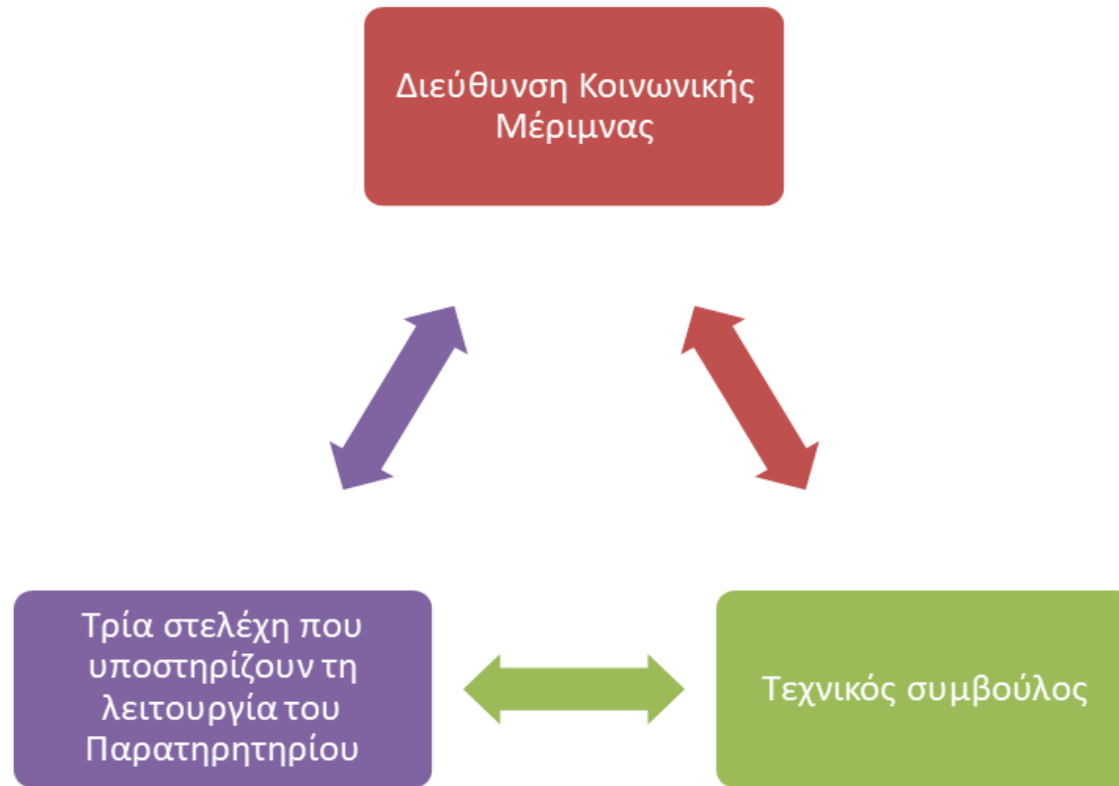 Διεύθυνση Κοινωνικής
Μέριμνας
Τρία στελέχη που
υποστηρίζουν τη
λειτουργία του
Παρατηρητηρίου
Τεχνικός συμβούλος